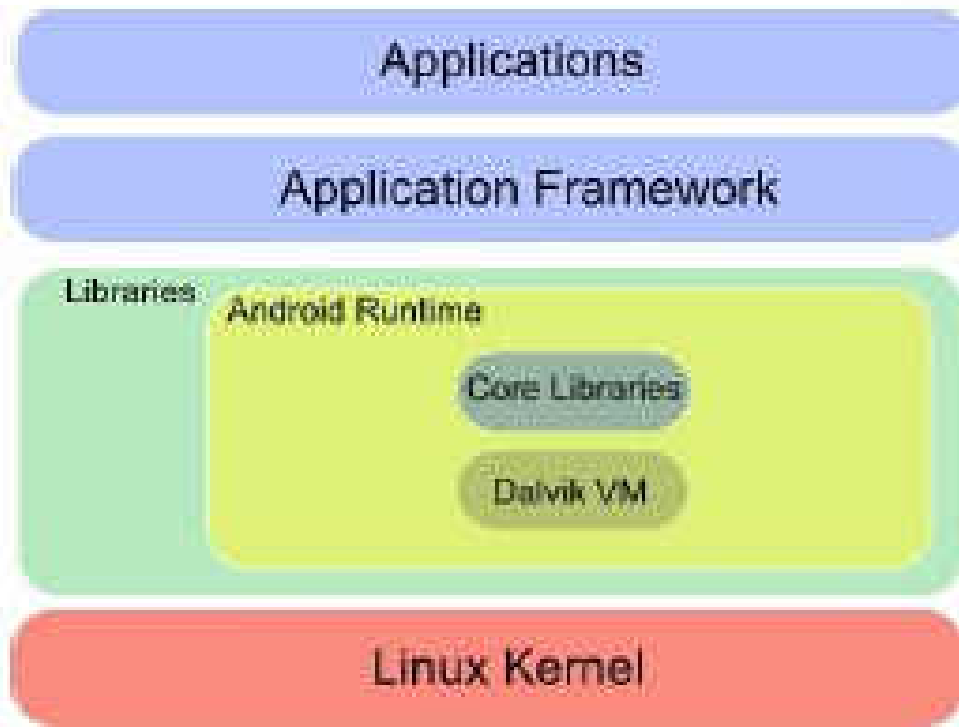 Applications
Application Framework
Libraries
Android Runtime
Core Libraries
Dalvik VM
Linux Kernel